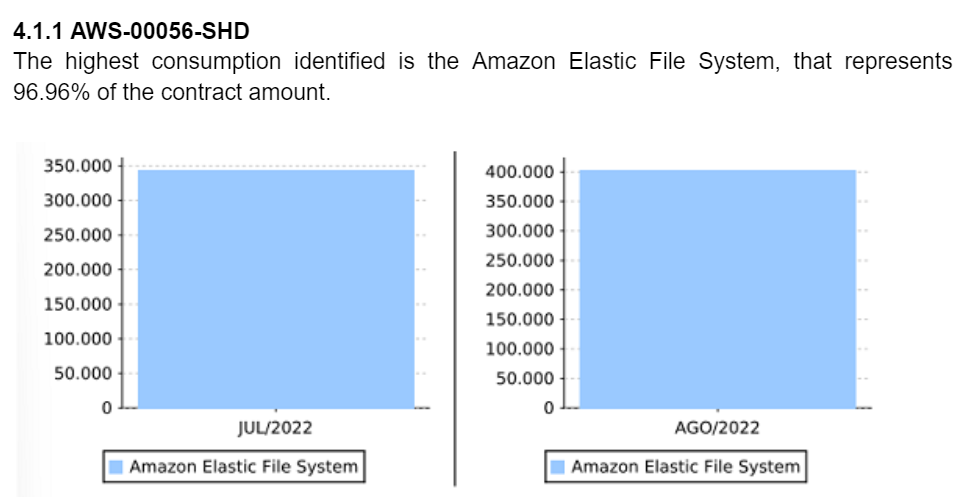 4.1.1 AWS-00056-SHD
The highest consumption identified is the Amazon Elastic File System, that represents
96.96% of the contract amount.
350.000
300.000
250.000
200.000
150.000
100.000
50.000
0
JUL/2022
Amazon Elastic File System
400.000
350.000
300.000
250.000
200.000
150.000
100.000
50.000
0
AGO/2022
Amazon Elastic File System